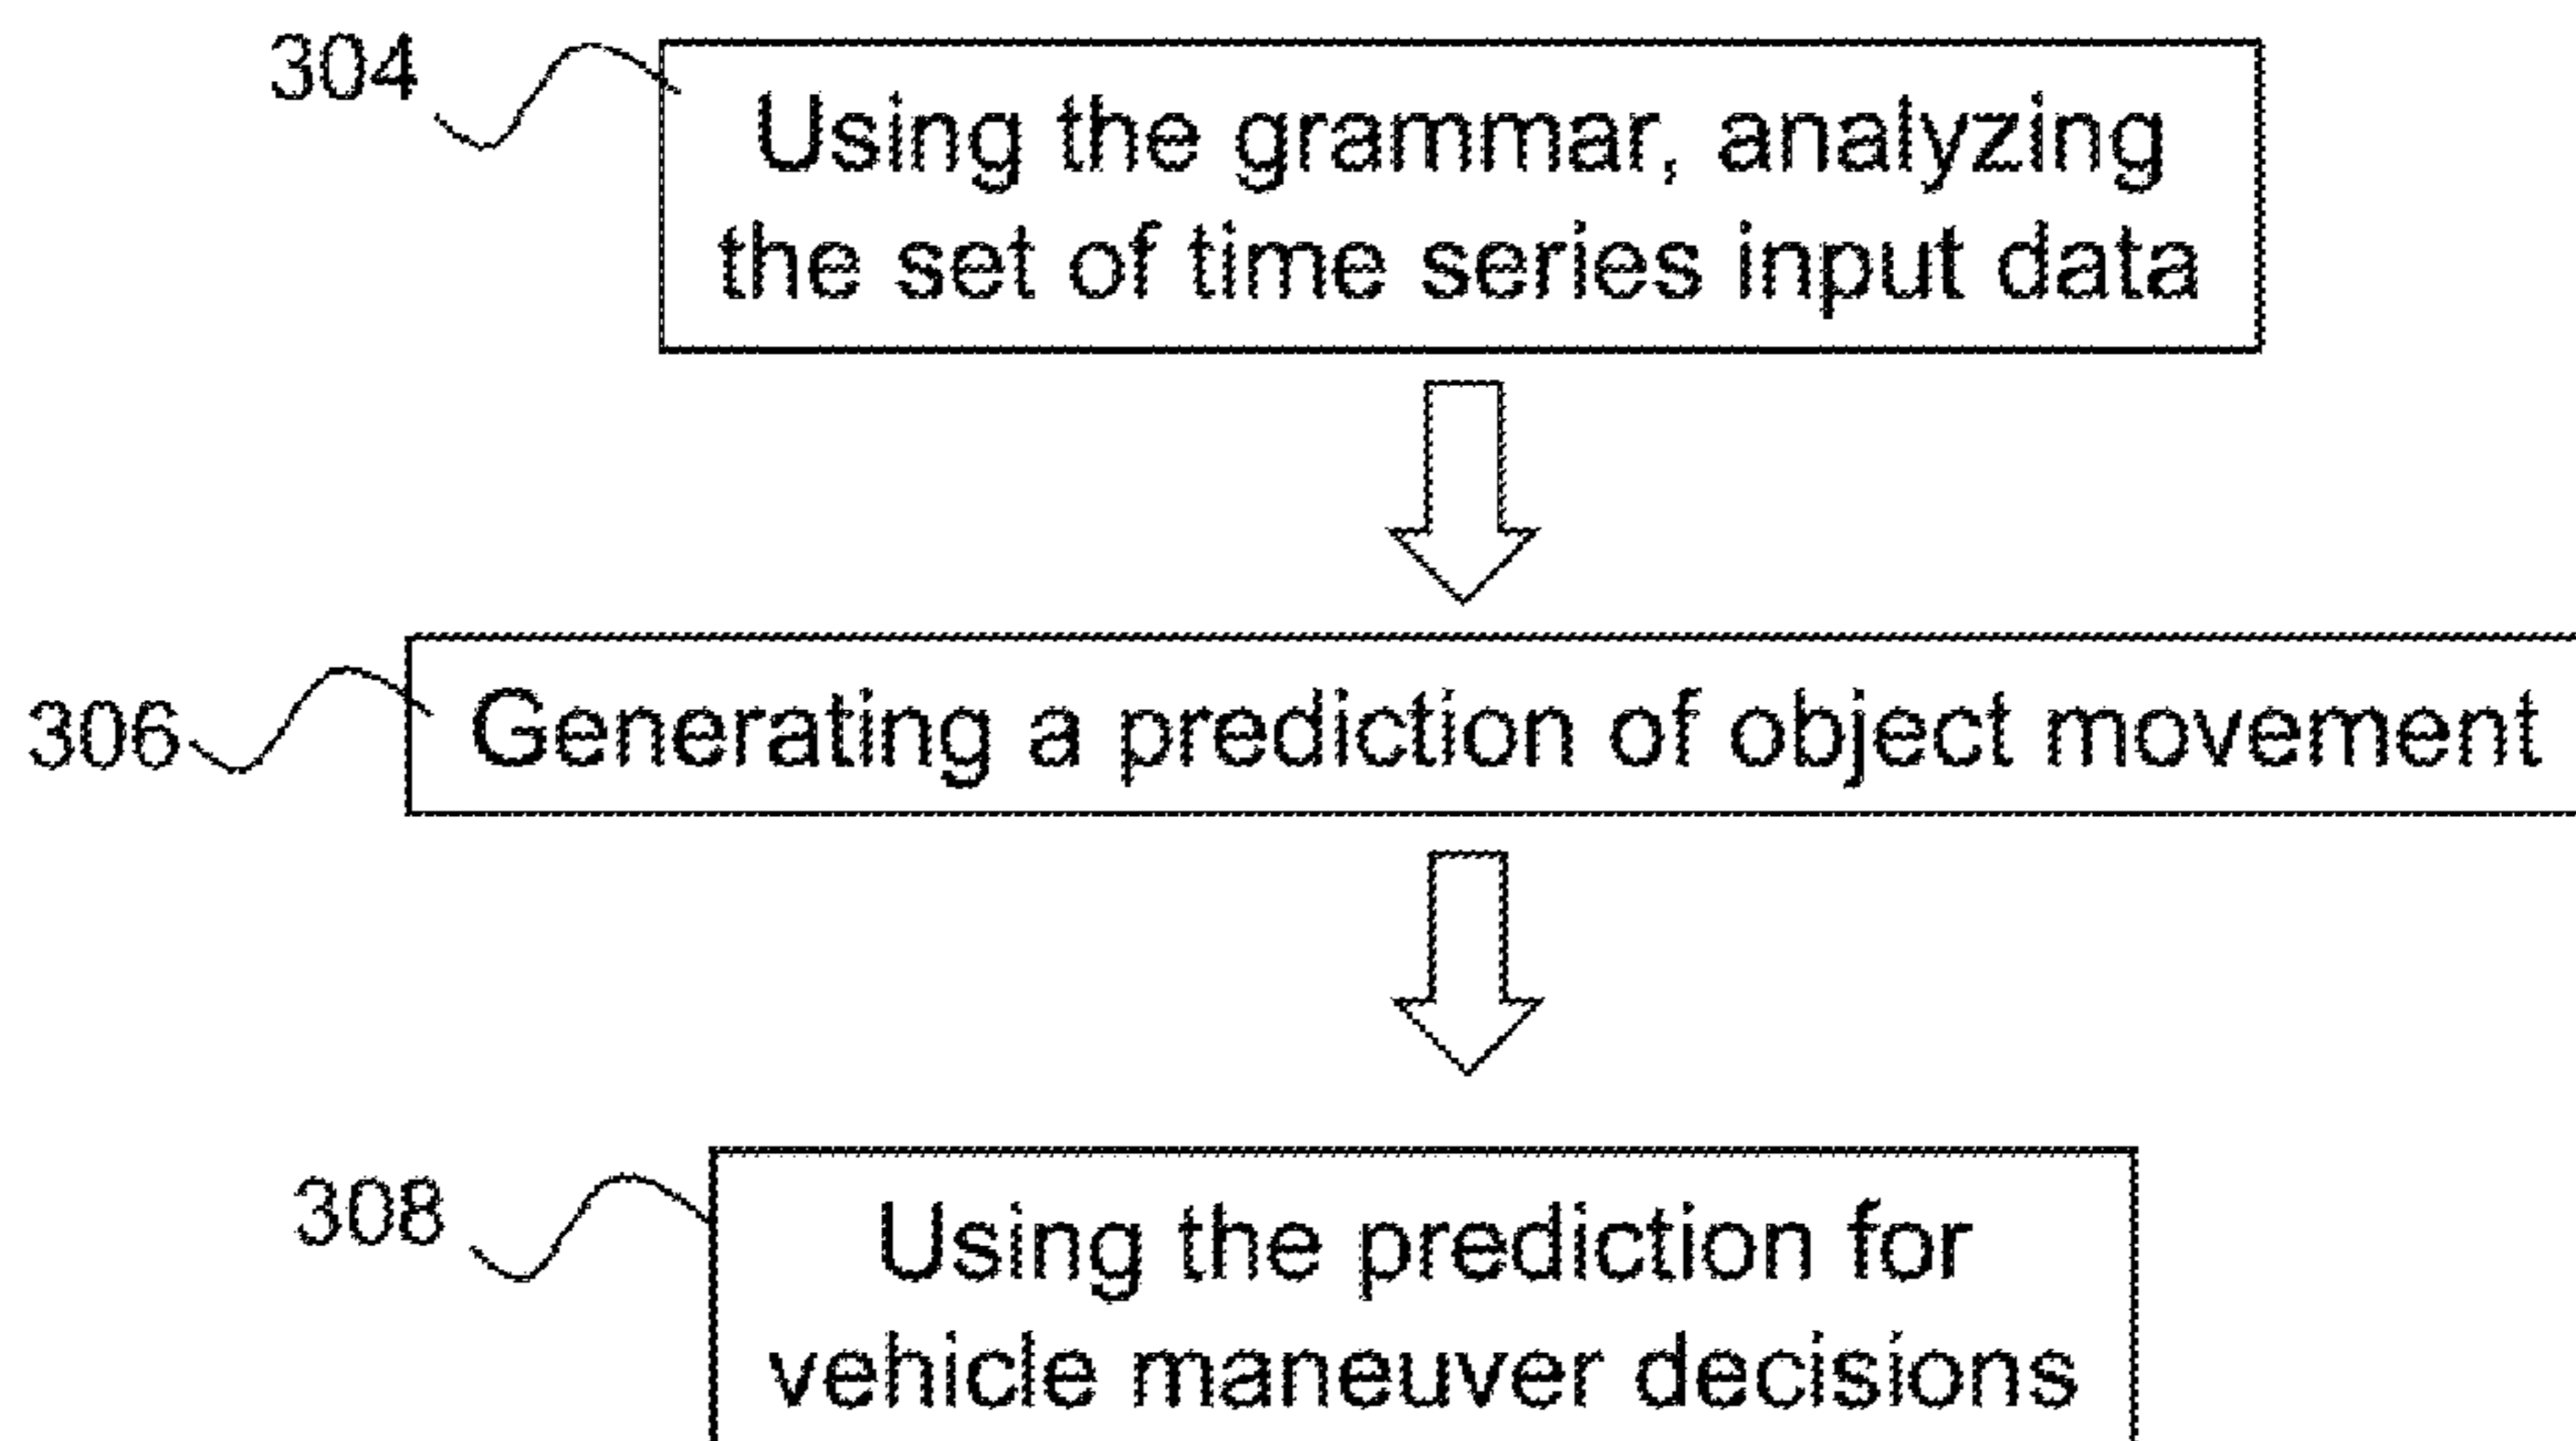 304
Using the grammar, analyzing
the set of time series input data
306
Generating a prediction of object movement
308
Using the prediction for
vehicle maneuver decisions